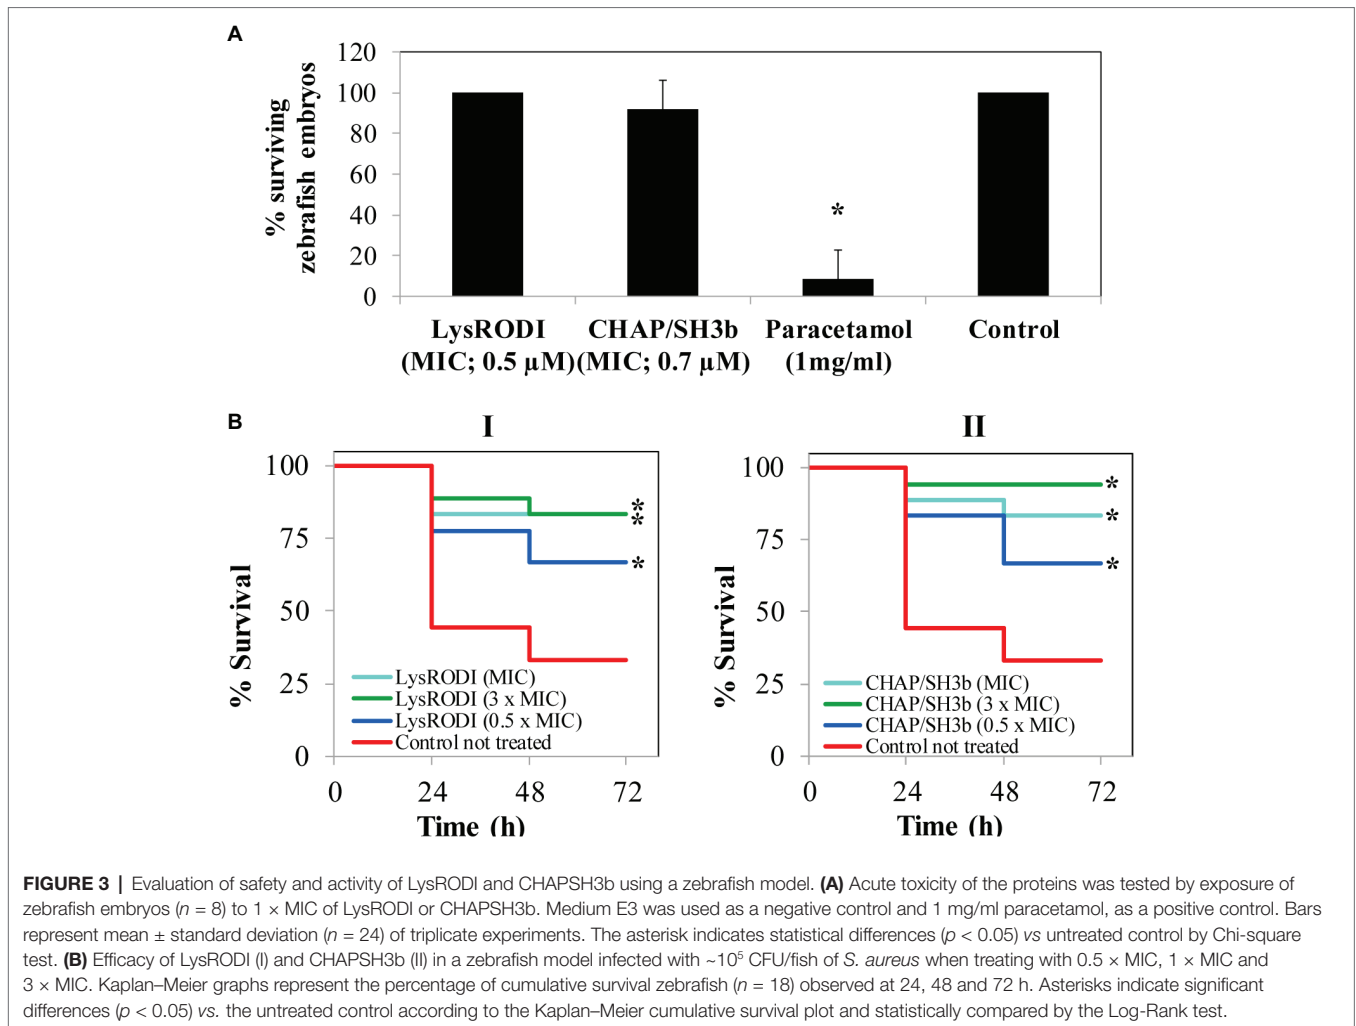 A
120
100
80
60
40
20
0
% surviving
zebrafish embryos
*
LysRODI
(MIC; 0.5 µM)
CHAP/SH3b
(MIC; 0.7 µM)
Paracetamol
(1mg/ml)
Control
B
I
100
75
50
25
0
% Survival
*
*
*
LysRODI (MIC)
LysRODI (3 x MIC)
LysRODI (0.5 x MIC)
Control not treated
0 24 48 72
Time (h)
II
100
75
50
25
0
% Survival
*
*
*
CHAP/SH3b (MIC)
CHAP/SH3b (3 x MIC)
CHAP/SH3b (0.5 x MIC)
Control not treated
0 24 48 72
Time (h)
FIGURE 3 | Evaluation of safety and activity of LysRODI and CHAPSH3b using a zebrafish model. (A) Acute toxicity of the proteins was tested by exposure of
zebrafish embryos (n = 8) to 1 × MIC of LysRODI or CHAPSH3b. Medium E3 was used as a negative control and 1 mg/ml paracetamol, as a positive control. Bars
represent mean ± standard deviation (n = 24) of triplicate experiments. The asterisk indicates statistical differences (p < 0.05) vs untreated control by Chi-square
test. (B) Efficacy of LysRODI (I) and CHAPSH3b (II) in a zebrafish model infected with ~10⁵ CFU/fish of S. aureus when treating with 0.5 × MIC, 1 × MIC and
3 × MIC. Kaplan–Meier graphs represent the percentage of cumulative survival zebrafish (n = 18) observed at 24, 48 and 72 h. Asterisks indicate significant
differences (p < 0.05) vs. the untreated control according to the Kaplan–Meier cumulative survival plot and statistically compared by the Log-Rank test.